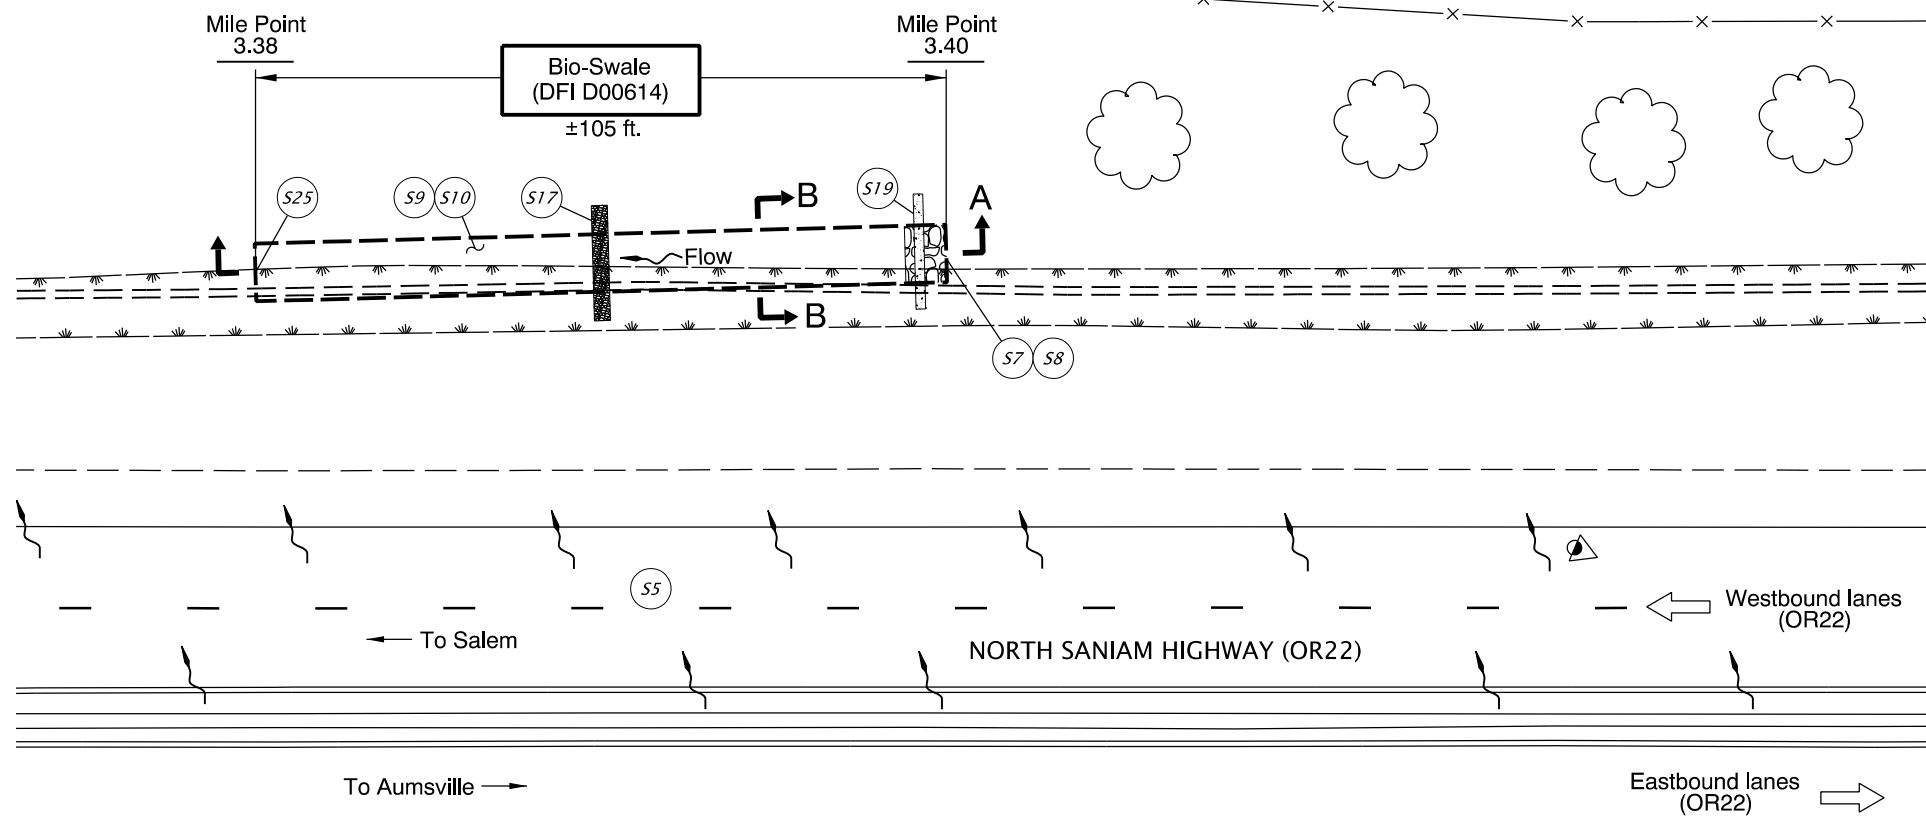 Mile Point
3.38
Mile Point
3.40
Bio-Swale
(DFI D00614)
±105 ft.
S25
S9
S10
S17
B
S19
A
Flow
B
S7
S8
S5
Westbound lanes
(OR22)
To Salem
NORTH SANIAM HIGHWAY (OR22)
To Aumsville
Eastbound lanes
(OR22)